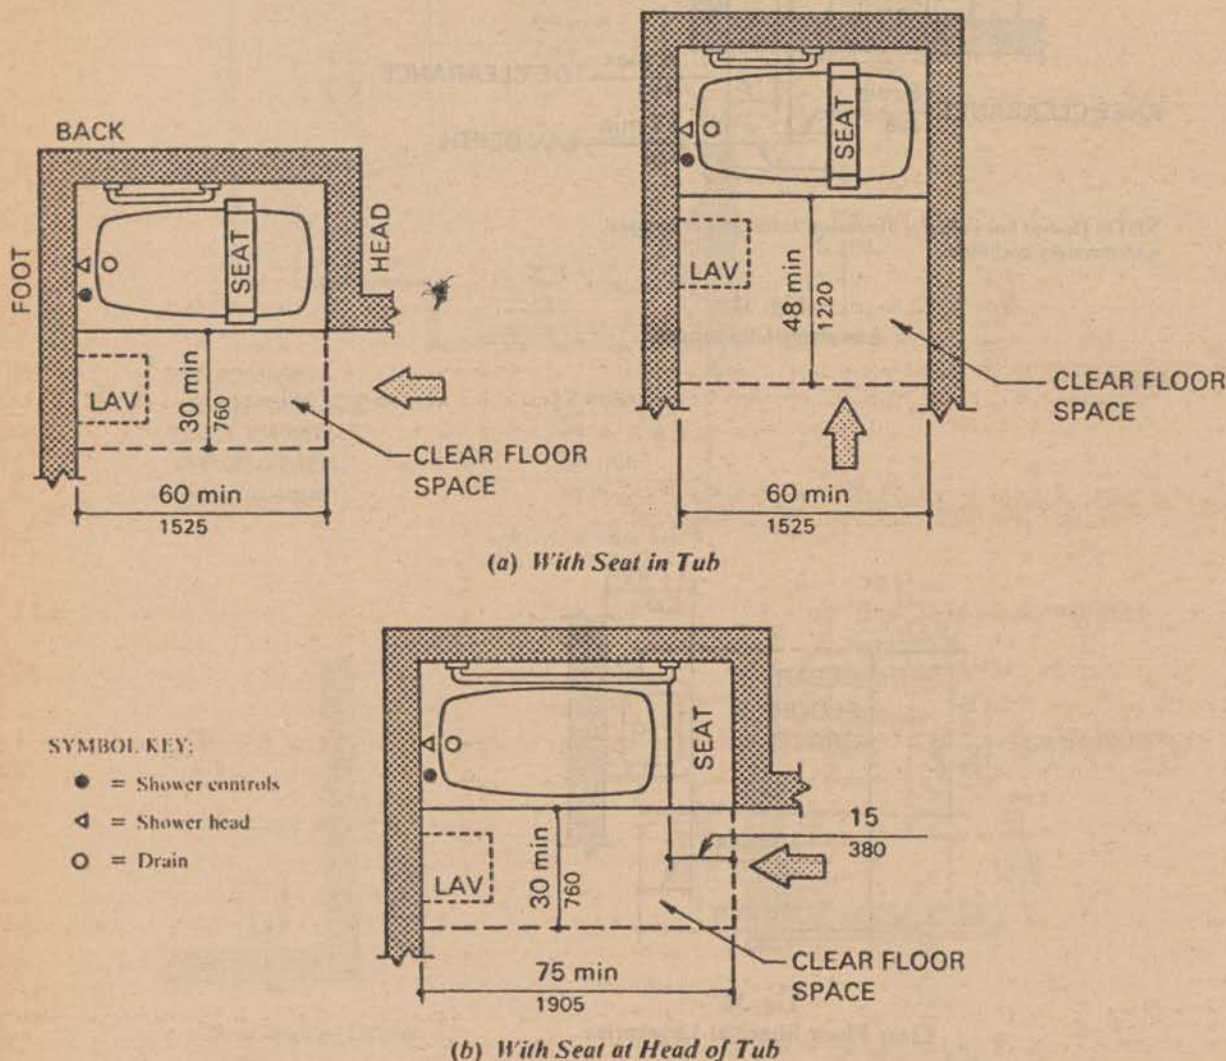 BACK
FOOT
HEAD
SEAT
LAV
30 min
760
60 min
1525
CLEAR FLOOR
SPACE
SEAT
LAV
48 min
1220
60 min
1525
CLEAR FLOOR
SPACE
(a) With Seat in Tub
SYMBOL KEY:
= Shower controls
= Shower head
= Drain
SEAT
LAV
30 min
760
15
380
75 min
1905
CLEAR FLOOR
SPACE
(b) With Seat at Head of Tub